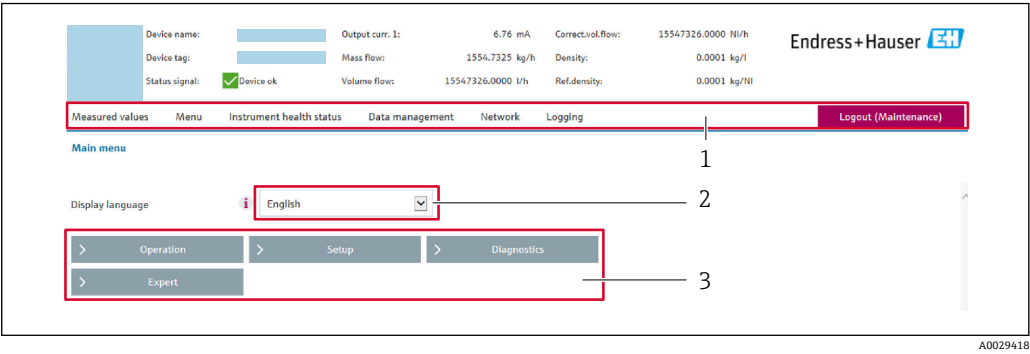 Device name: Output curr. 1: 6.76 mA Correct.vol.flow: 15547326.0000 Nl/h
Endress+Hauser EH
Device tag: Mass flow: 1554.7325 kg/h Density: 0.0001 kg/l
Status signal: Device ok Volume flow: 15547326.0000 l/h Ref.density: 0.0001 kg/Nl
Measured values Menu Instrument health status Data management Network Logging Logout (Maintenance)
Main menu
1
Display language i English 2
> Operation > Setup > Diagnostics
> Expert 3
A0029418